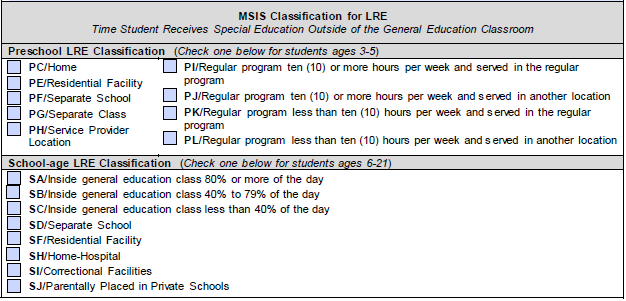 MSIS Classification for LRE
Time Student Receives Special Education Outside of the General Education Classroom
Preschool LRE Classification (Check one below for students ages 3-5)
PC/Home
PE/Residential Facility
PF/Separate School
PG/Separate Class
PH/Service Provider
Location
PI/Regular program ten (10) or more hours per week and served in the regular
program
PJ/Regular program ten (10) or more hours per week and served in another location
PK/Regular program less than ten (10) hours per week and served in the regular
program
PL/Regular program less than ten (10) hours per week and served in another location
School-age LRE Classification (Check one below for students ages 6-21)
SA/Inside general education class 80% or more of the day
SB/Inside general education class 40% to 79% of the day
SC/Inside general education class less than 40% of the day
SD/Separate School
SF/Residential Facility
SH/Home-Hospital
SI/Correctional Facilities
SJ/Parentally Placed in Private Schools